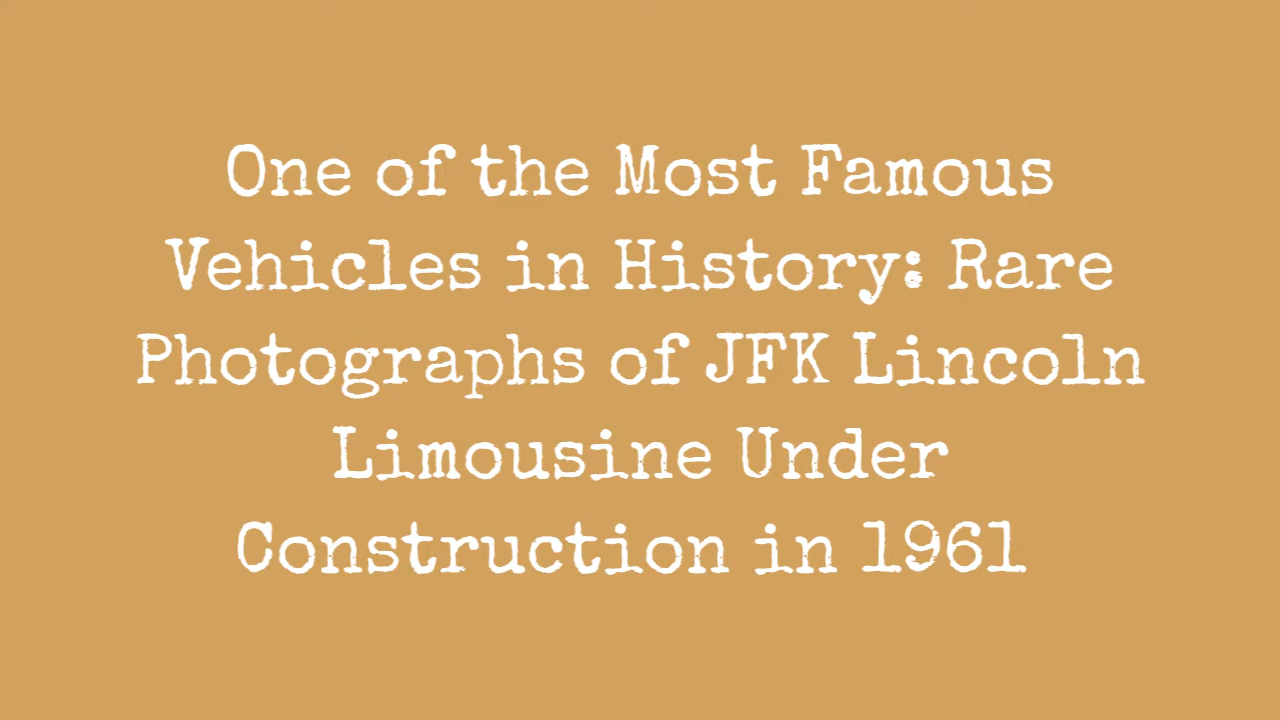 One of the Most Famous
Vehicles in History: Rare
Photographs of JFK Lincoln
Limousine Under
Construction in 1961